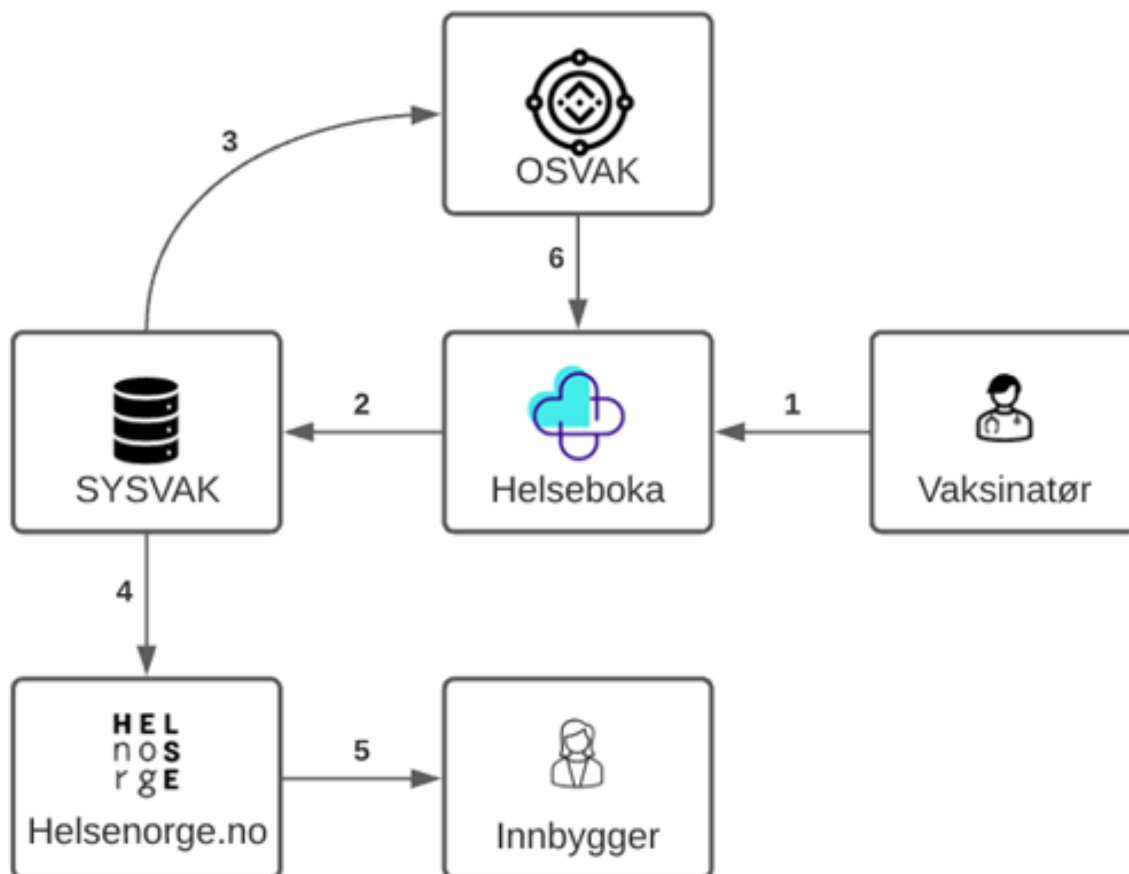 OSVAK
3
6
SYSVAK
2
Helseboka
1
Vaksinatør
4
HEL
noS
rgE
Helsenorge.no
5
Innbygger